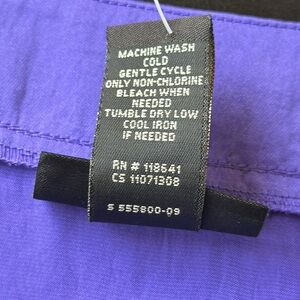 MACHINE WASH
COLD
GENTLE CYCLE
ONLY NON-CHLORINE
BLEACH WHEN
NEEDED
TUMBLE DRY LOW
COOL IRON
IF NEEDED
RN # 118641
CS 11071308
S 555800-09